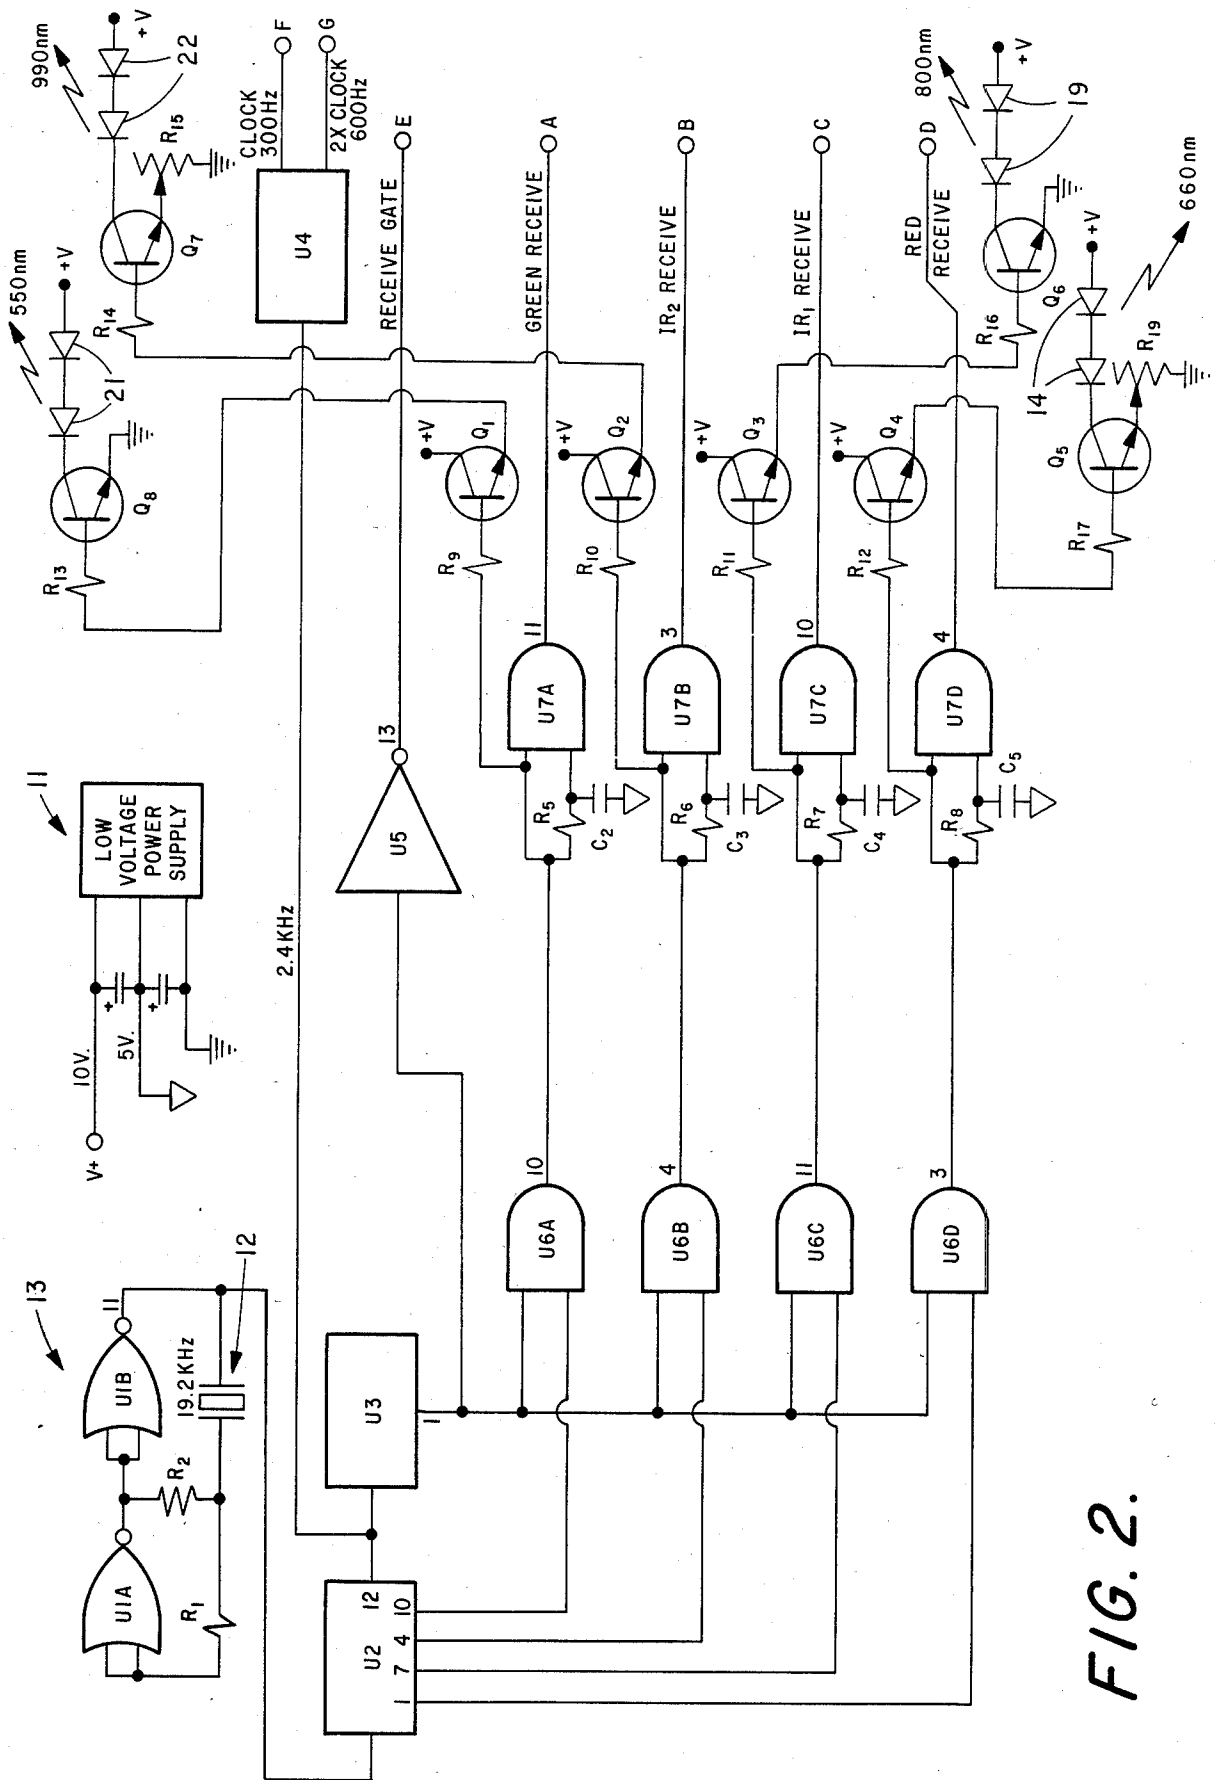 13
U1A
U1B
11
R1
R2
19.2 KHz
12
V+
10V.
5V.
11
LOW
VOLTAGE
POWER
SUPPLY
550nm
+V
21
Q8
R13
990nm
+V
22
Q7
R14
R15
CLOCK
300Hz
F
2X CLOCK
600Hz
G
U4
2.4KHz
U2
12
10
4
7
1
U3
1
U5
13
RECEIVE GATE
E
U6A
10
R5
C2
U7A
11
R9
+V
Q1
GREEN RECEIVE
A
U6B
4
R6
C3
U7B
3
R10
+V
Q2
IR2 RECEIVE
B
U6C
11
R7
C4
U7C
10
R11
+V
Q3
IR1 RECEIVE
C
U6D
3
R8
C5
U7D
4
R12
+V
Q4
RED
RECEIVE
D
800nm
+V
19
Q6
R16
660nm
+V
14
Q5
R17
R19
FIG. 2.